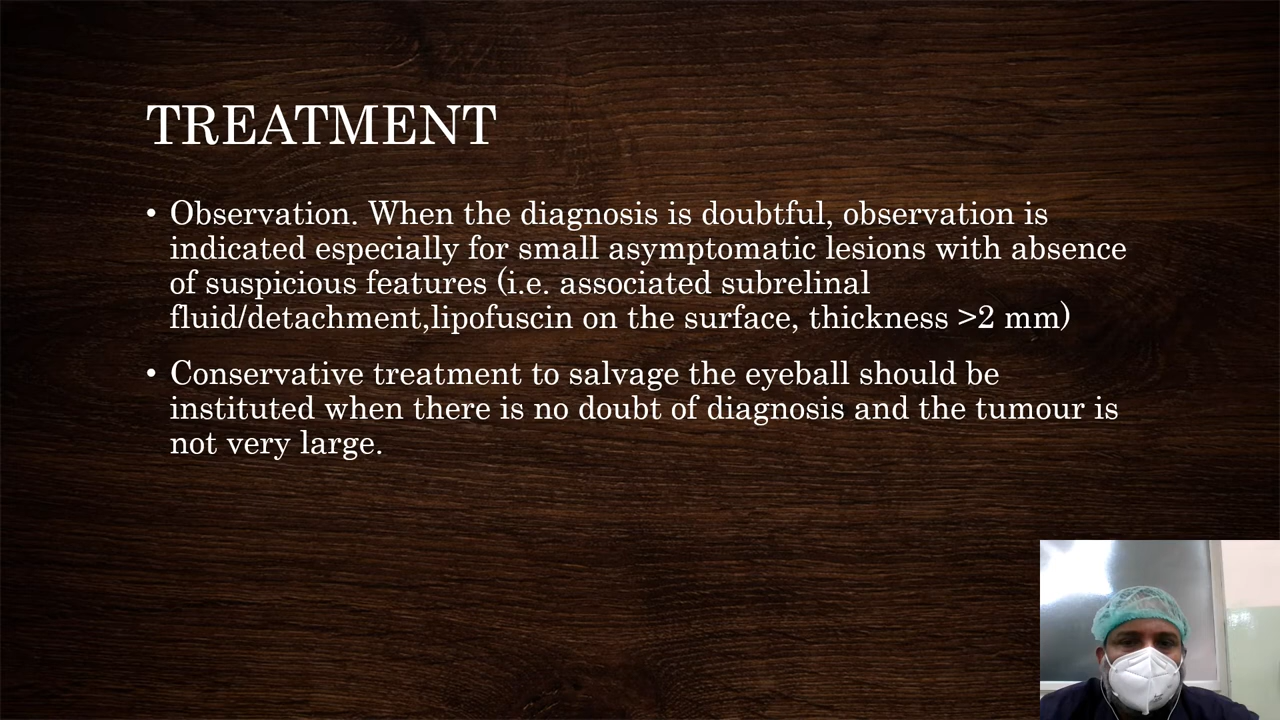 TREATMENT
• Observation. When the diagnosis is doubtful, observation is
indicated especially for small asymptomatic lesions with absence
of suspicious features (i.e. associated subrelinal
fluid/detachment,lipofuscin on the surface, thickness >2 mm)
• Conservative treatment to salvage the eyeball should be
instituted when there is no doubt of diagnosis and the tumour is
not very large.